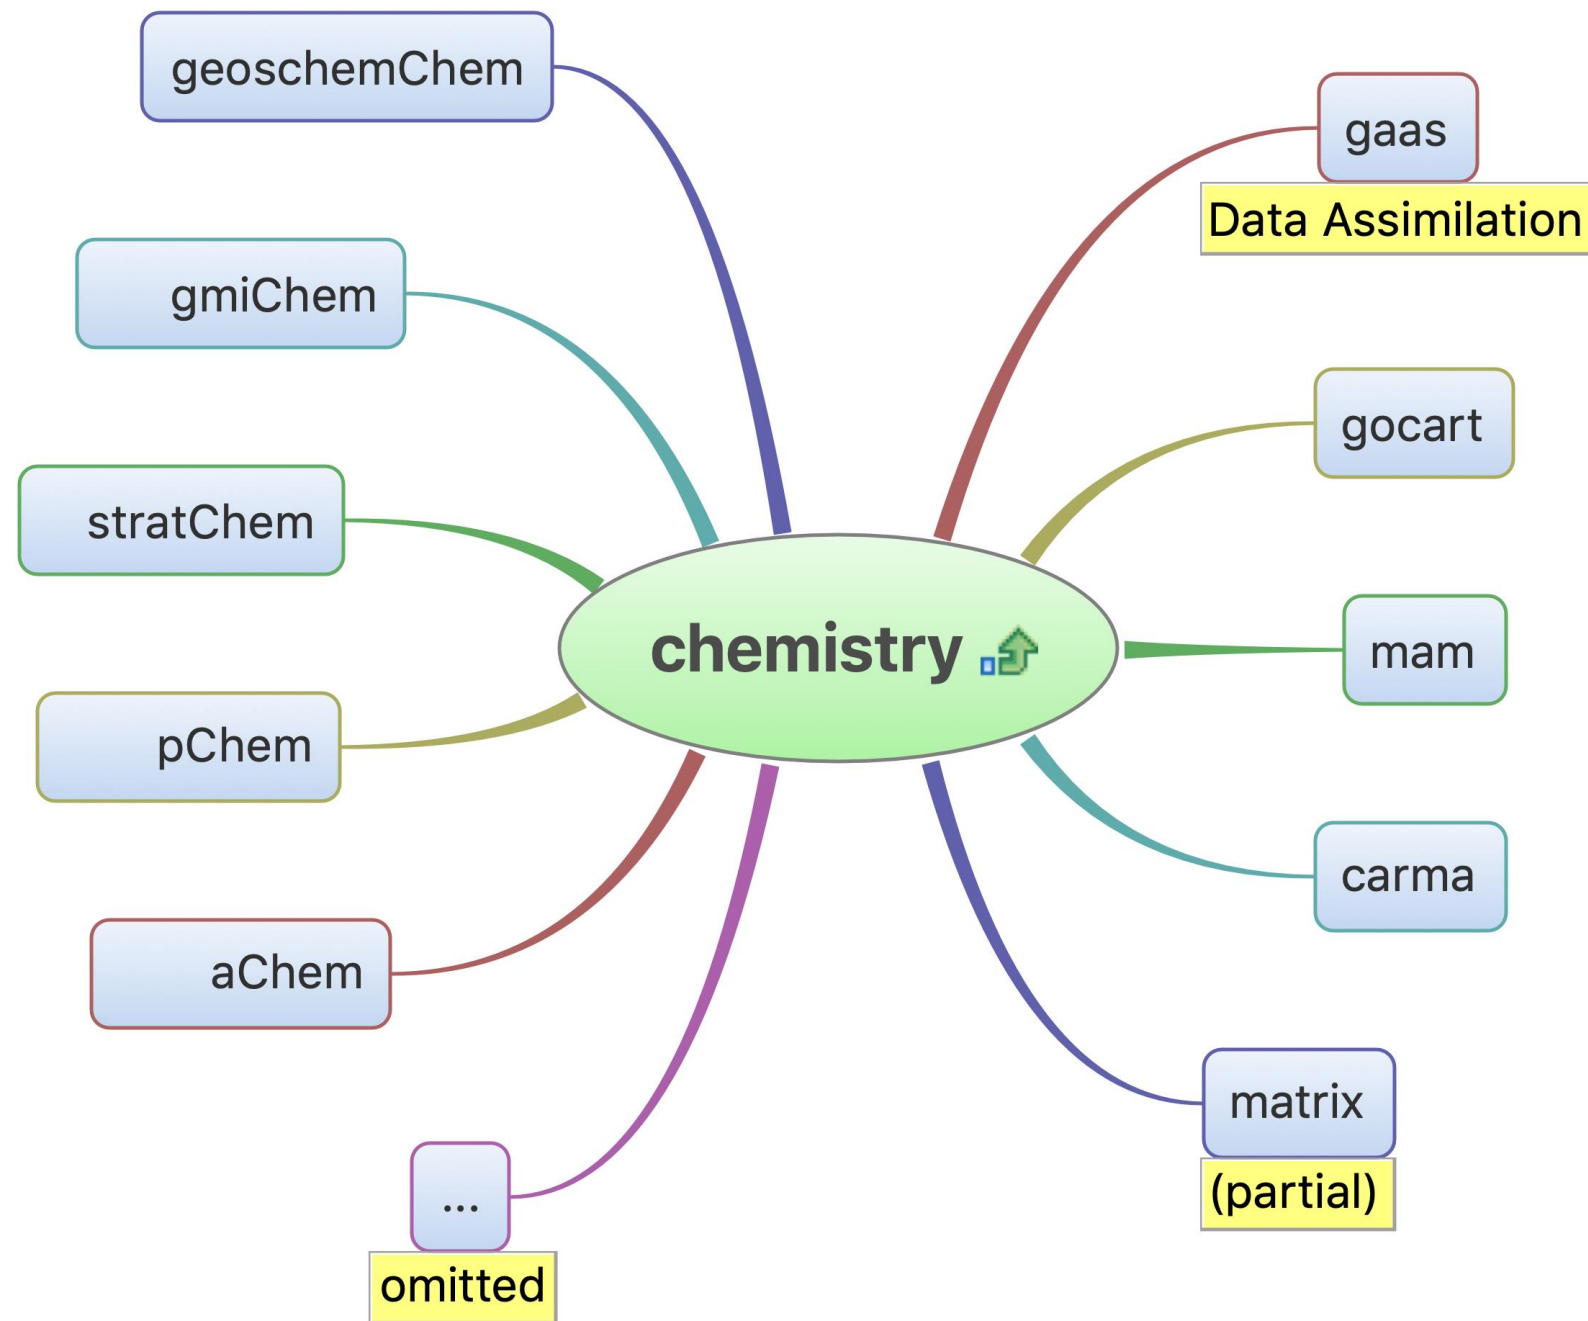 geoschemChem
gaas
Data Assimilation
gmiChem
gocart
stratChem
chemistry
mam
pChem
carma
aChem
matrix
(partial)
...
omitted